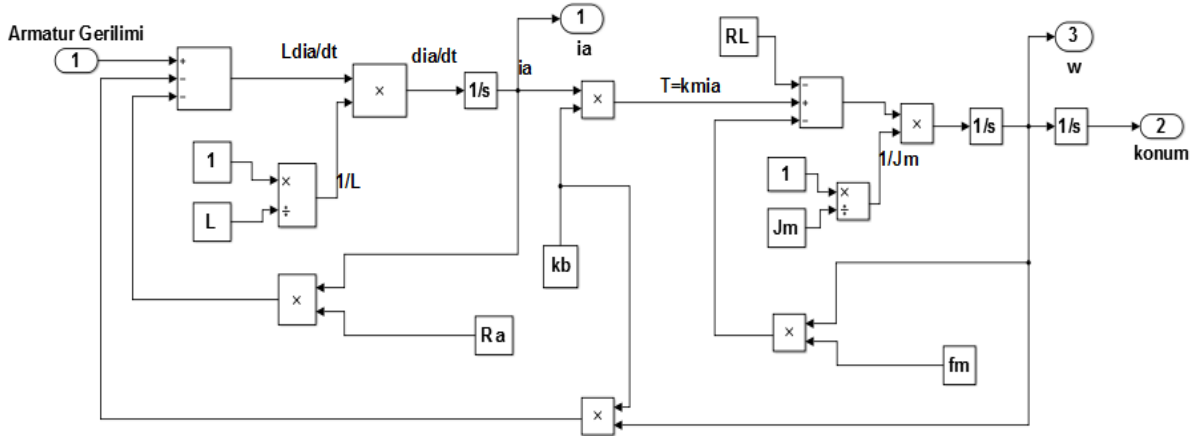 Armatur Gerilimi
1
+
−
−
Ldia/dt
×
dia/dt
1/s
ia
1
ia
×
T=kmia
RL
−
+
−
×
1/s
3
w
1/s
2
konum
1
L
×
÷
1/L
1
Jm
×
÷
1/Jm
kb
×
Ra
×
fm
×